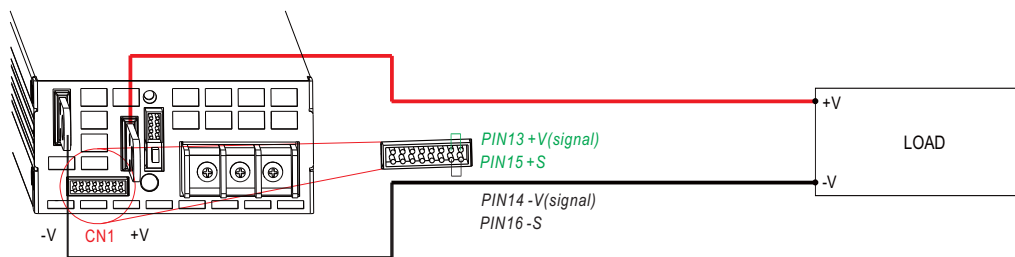 +V
LOAD
PIN13 +V(signal)
PIN15 +S
-V
PIN14 -V(signal)
PIN16 -S
-V CN1 +V